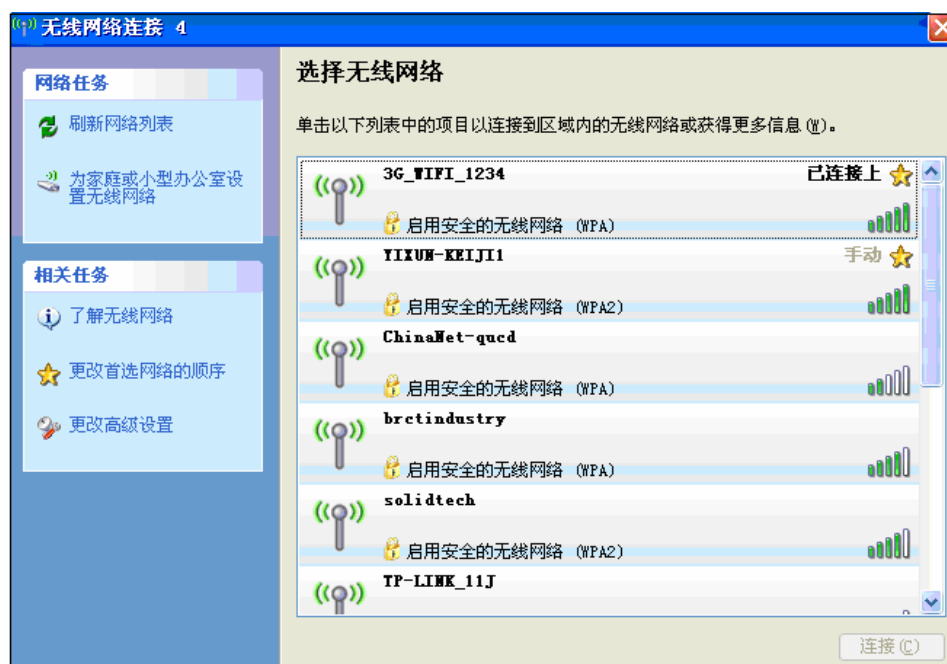 无线网络连接 4
网络任务
刷新网络列表
为家庭或小型办公室设
置无线网络
相关任务
了解无线网络
更改首选网络的顺序
更改高级设置
选择无线网络
单击以下列表中的项目以连接到区域内的无线网络或获得更多信息(W)。
3G_WIFI_1234 已连接上
启用安全的无线网络 (WPA)
YIXUN-KEIJI1 手动
启用安全的无线网络 (WPA2)
ChinaNet-qucd
启用安全的无线网络 (WPA)
brctindustry
启用安全的无线网络 (WPA)
solidtech
启用安全的无线网络 (WPA2)
TP-LINK_11J
连接(C)